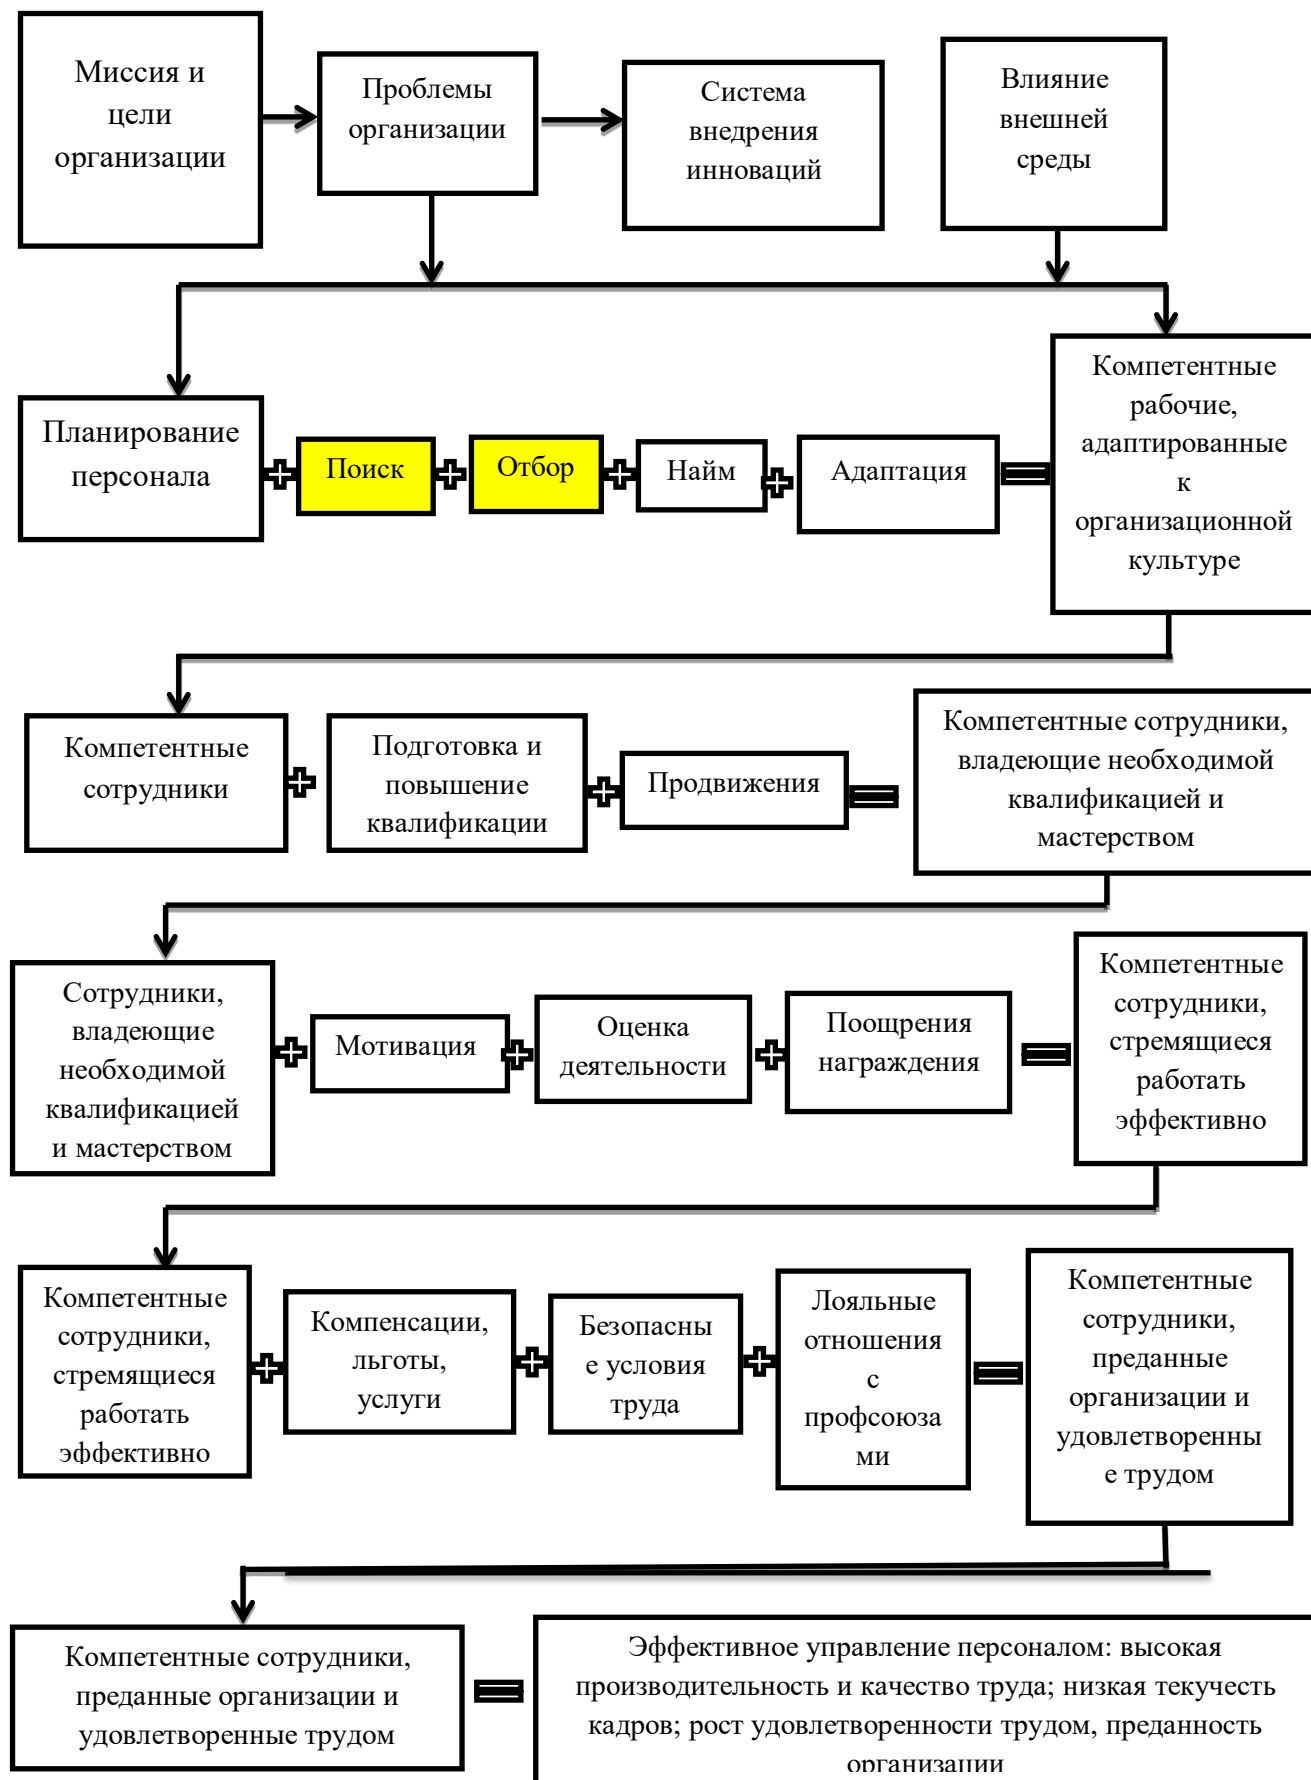 Миссия и
цели
организации
Проблемы
организации
Система
внедрения
инноваций
Влияние
внешней
среды
Планирование
персонала
Поиск
Отбор
Найм
Адаптация
Компетентные
рабочие,
адаптированные
к
организационной
культуре
Компетентные
сотрудники
Подготовка и
повышение
квалификации
Продвижения
Компетентные сотрудники,
владеющие необходимой
квалификацией и
мастерством
Сотрудники,
владеющие
необходимой
квалификацией
и мастерством
Мотивация
Оценка
деятельности
Поощрения
награждения
Компетентные
сотрудники,
стремящиеся
работать
эффективно
Компетентные
сотрудники,
стремящиеся
работать
эффективно
Компенсации,
льготы,
услуги
Безопасны
е условия
труда
Лояльные
отношения
с
профсоюза
ми
Компетентные
сотрудники,
преданные
организации и
удовлетворенны
е трудом
Компетентные сотрудники,
преданные организации и
удовлетворенные трудом
Эффективное управление персоналом: высокая
производительность и качество труда; низкая текучесть
кадров; рост удовлетворенности трудом, преданность
организации